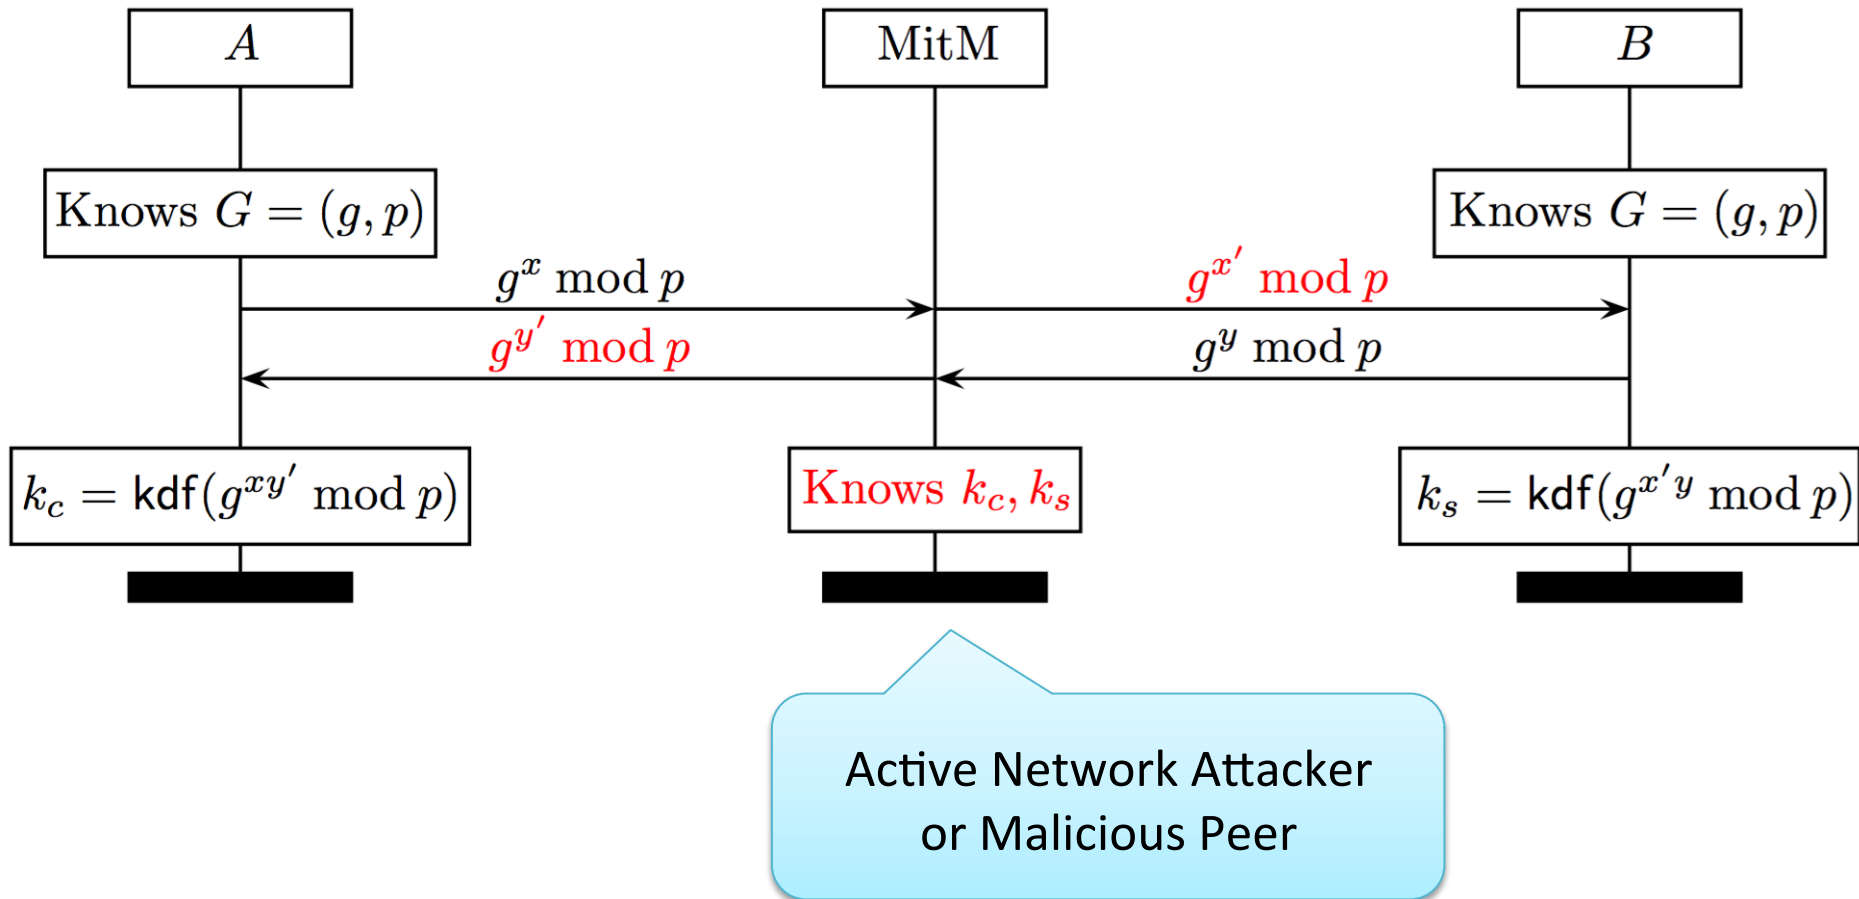 A
MitM
B
Knows G = (g, p)
Knows G = (g, p)
g^x mod p
g^{x'} mod p
g^{y'} mod p
g^y mod p
k_c = kdf(g^{xy'} mod p)
Knows k_c, k_s
k_s = kdf(g^{x'y} mod p)
Active Network Attacker
or Malicious Peer